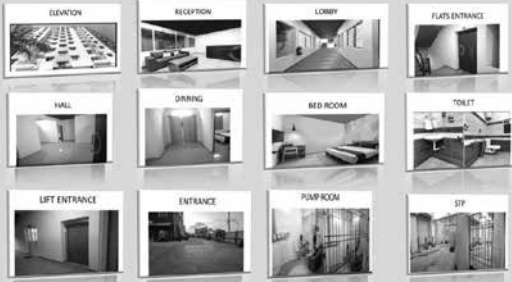 ELEVATION
RECEPTION
LOBBY
FLATS ENTRANCE
HALL
DINNING
BED ROOM
TOILET
LIFT ENTRANCE
ENTRANCE
PUMP ROOM
STP